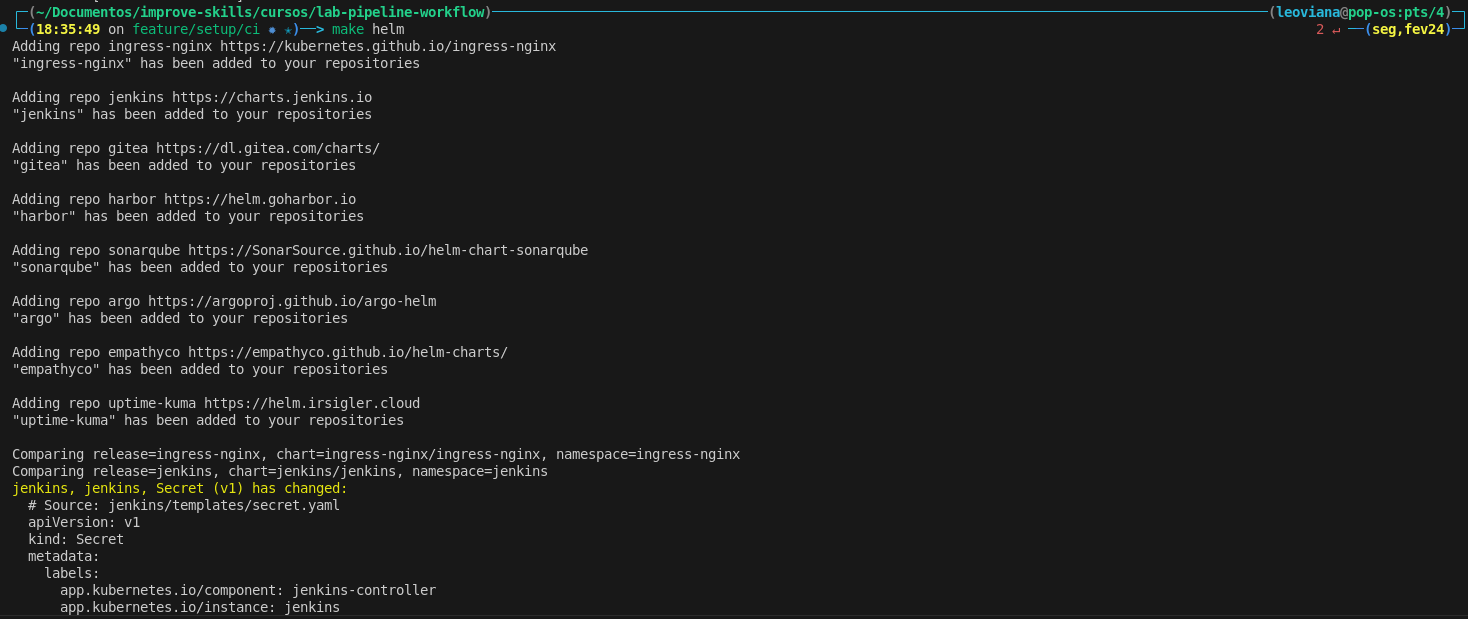 (~/Documentos/improve-skills/cursos/lab-pipeline-workflow) (leoviana@pop-os:pts/4)
(18:35:49 on feature/setup/ci ✹ ✭)──> make helm 2 ↵ ──(seg,fev24)
Adding repo ingress-nginx https://kubernetes.github.io/ingress-nginx
"ingress-nginx" has been added to your repositories

Adding repo jenkins https://charts.jenkins.io
"jenkins" has been added to your repositories

Adding repo gitea https://dl.gitea.com/charts/
"gitea" has been added to your repositories

Adding repo harbor https://helm.goharbor.io
"harbor" has been added to your repositories

Adding repo sonarqube https://SonarSource.github.io/helm-chart-sonarqube
"sonarqube" has been added to your repositories

Adding repo argo https://argoproj.github.io/argo-helm
"argo" has been added to your repositories

Adding repo empathyco https://empathyco.github.io/helm-charts/
"empathyco" has been added to your repositories

Adding repo uptime-kuma https://helm.irsigler.cloud
"uptime-kuma" has been added to your repositories

Comparing release=ingress-nginx, chart=ingress-nginx/ingress-nginx, namespace=ingress-nginx
Comparing release=jenkins, chart=jenkins/jenkins, namespace=jenkins
jenkins, jenkins, Secret (v1) has changed:
  # Source: jenkins/templates/secret.yaml
  apiVersion: v1
  kind: Secret
  metadata:
    labels:
      app.kubernetes.io/component: jenkins-controller
      app.kubernetes.io/instance: jenkins